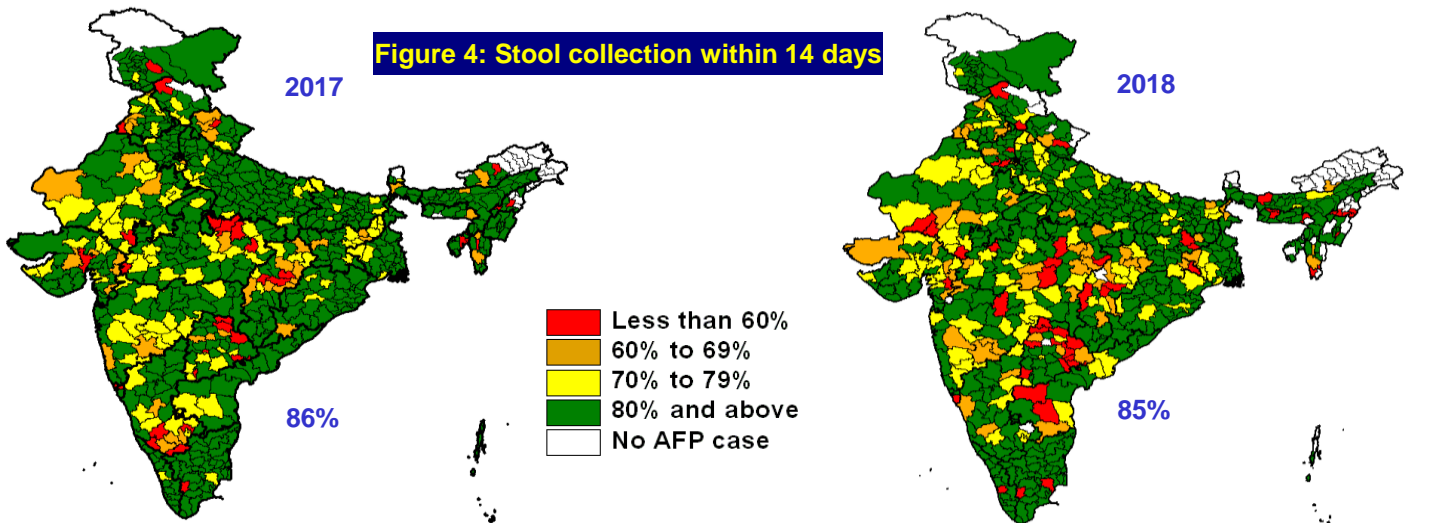 Figure 4: Stool collection within 14 days
2017
2018
Less than 60%
60% to 69%
70% to 79%
80% and above
No AFP case
86%
85%